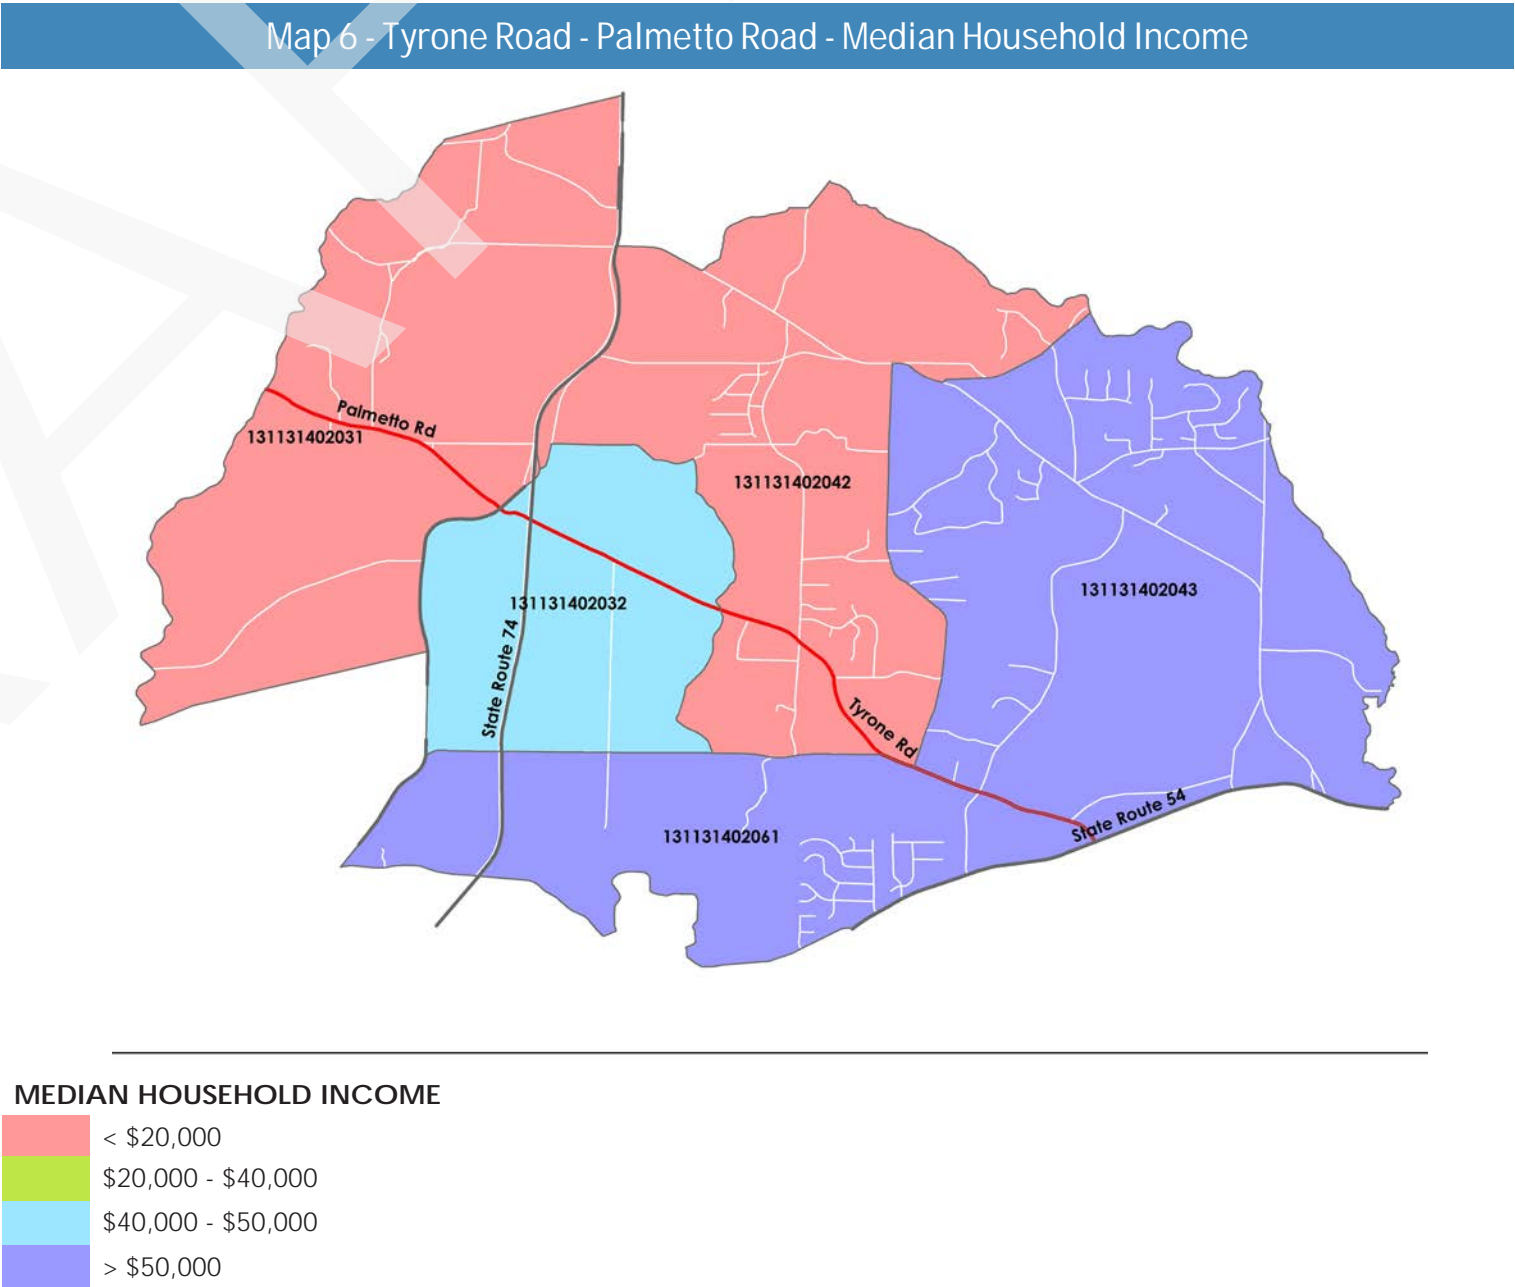 Map 6 - Tyrone Road - Palmetto Road - Median Household Income
Palmetto Rd
131131402031
131131402042
131131402043
131131402032
State Route 74
Tyrone Rd
State Route 54
131131402061
MEDIAN HOUSEHOLD INCOME
< $20,000
$20,000 - $40,000
$40,000 - $50,000
> $50,000